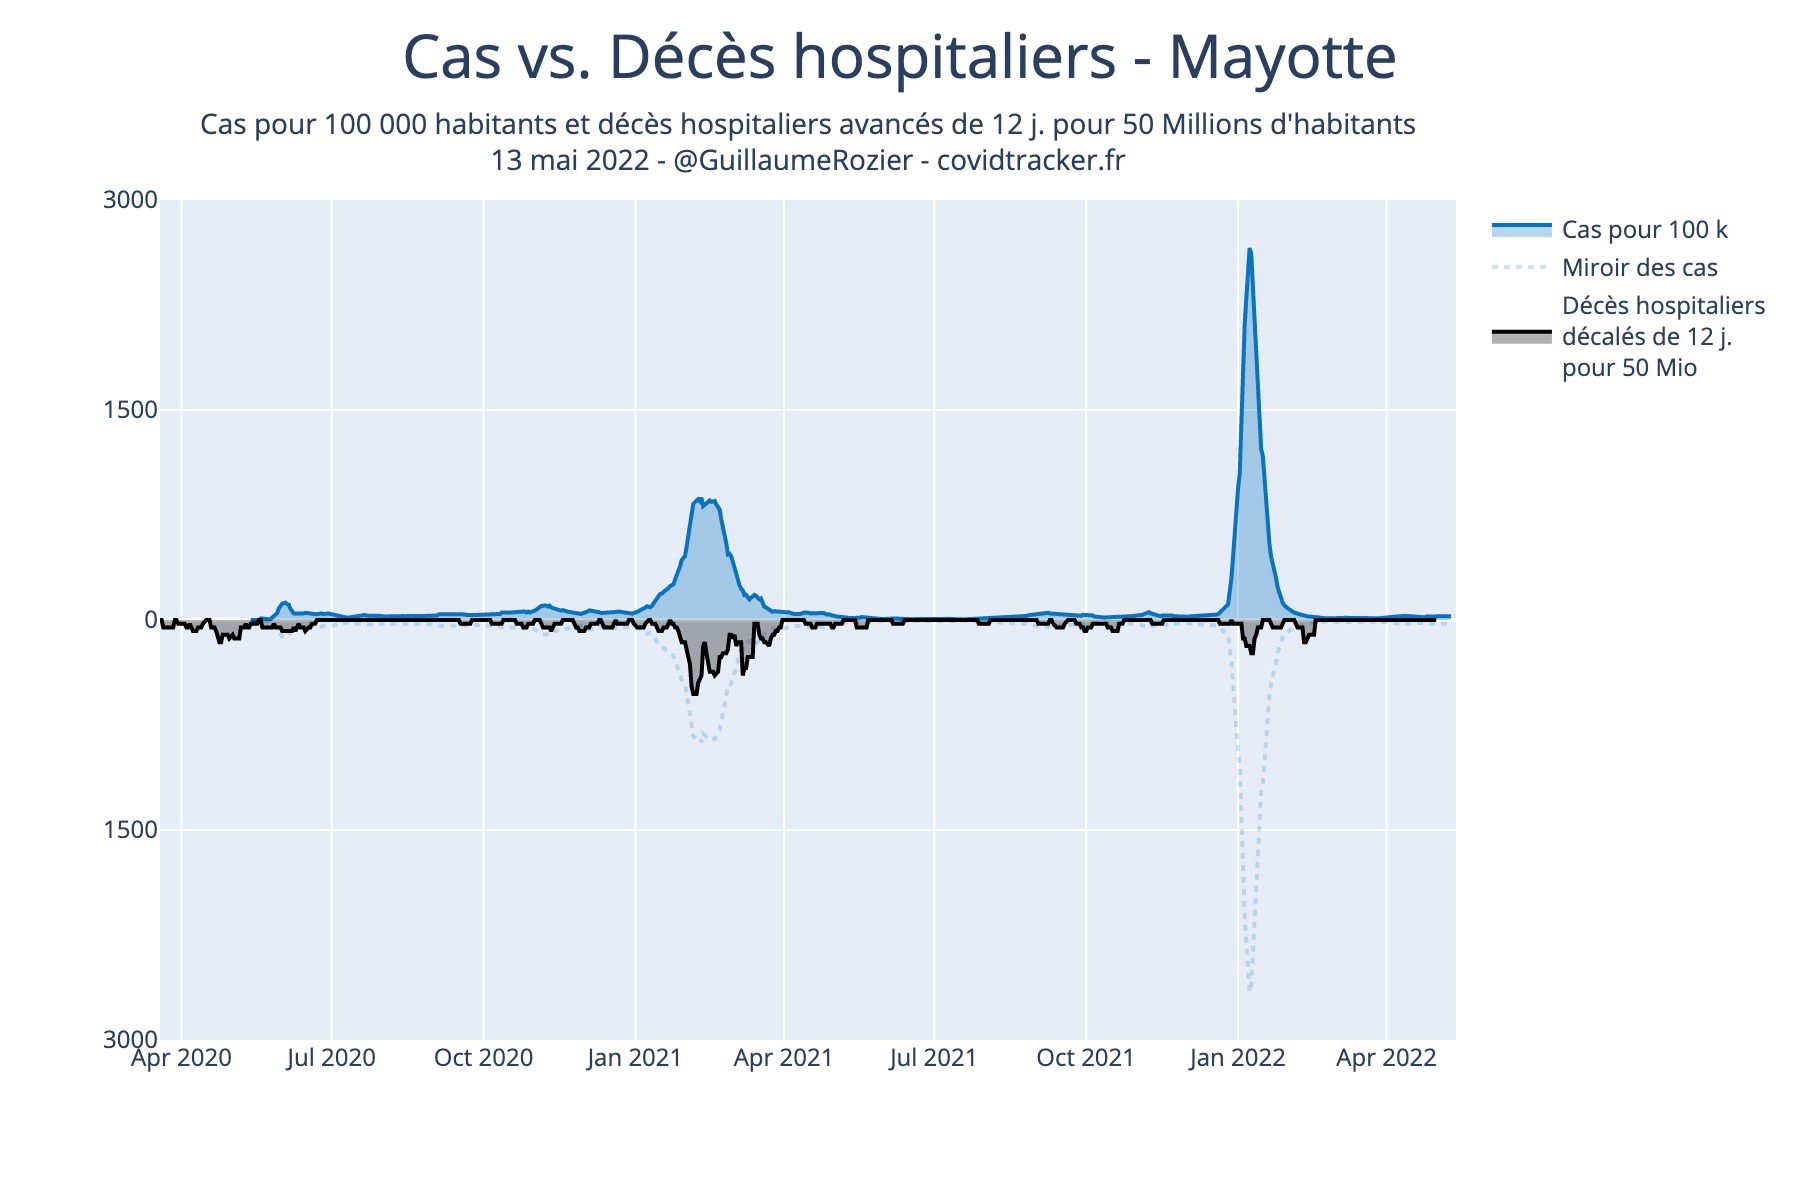 Cas vs. Décès hospitaliers - Mayotte
Cas pour 100 000 habitants et décès hospitaliers avancés de 12 j. pour 50 Millions d'habitants
13 mai 2022 - @GuillaumeRozier - covidtracker.fr
3000
1500
0
1500
3000
Apr 2020
Jul 2020
Oct 2020
Jan 2021
Apr 2021
Jul 2021
Oct 2021
Jan 2022
Apr 2022
Cas pour 100 k
Miroir des cas
Décès hospitaliers
décalés de 12 j.
pour 50 Mio